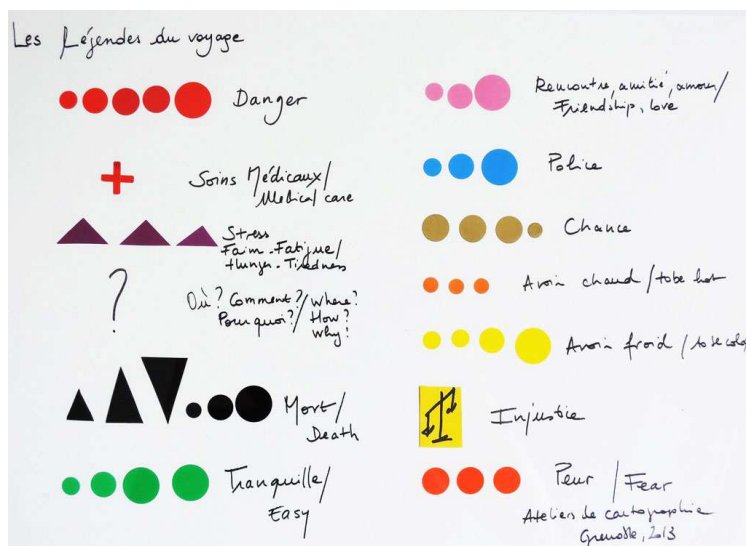 Les Légendes du voyage
Danger
Soins Médicaux/
Medical care
Stress
Faim-Fatigue/
Hunger-Tiredness
?
Où? Comment?/Where?
Pourquoi?/How?
Why?
Mort/
Death
Tranquille/
Easy
Rencontre, amitié, amour/
Friendship, love
Police
Chance
Avoir chaud/to be hot
Avoir froid/to be cold
Injustice
Peur/Fear
Ateliers de cartographie
Grenoble, 2013